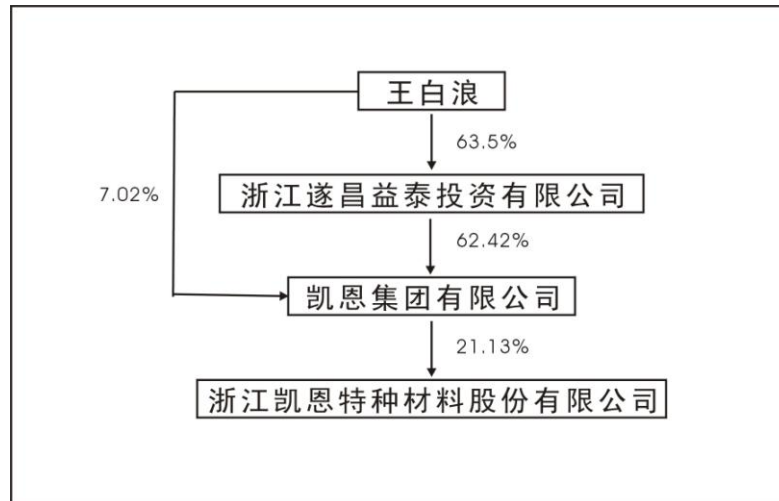 王白浪
63.5%
7.02%
浙江遂昌益泰投资有限公司
62.42%
凯恩集团有限公司
21.13%
浙江凯恩特种材料股份有限公司